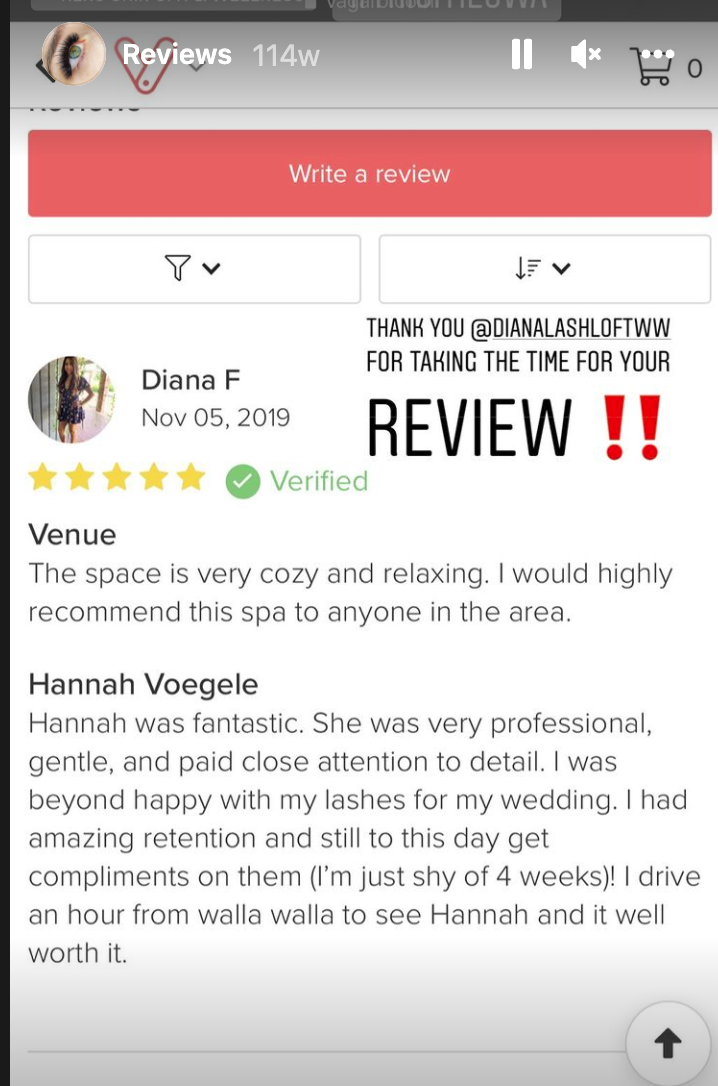 Reviews 114w
0
Write a review
THANK YOU @DIANALASHLOFTWW
FOR TAKING THE TIME FOR YOUR
REVIEW ‼️
Diana F
Nov 05, 2019
Verified
Venue
The space is very cozy and relaxing. I would highly
recommend this spa to anyone in the area.
Hannah Voegele
Hannah was fantastic. She was very professional,
gentle, and paid close attention to detail. I was
beyond happy with my lashes for my wedding. I had
amazing retention and still to this day get
compliments on them (I'm just shy of 4 weeks)! I drive
an hour from walla walla to see Hannah and it well
worth it.